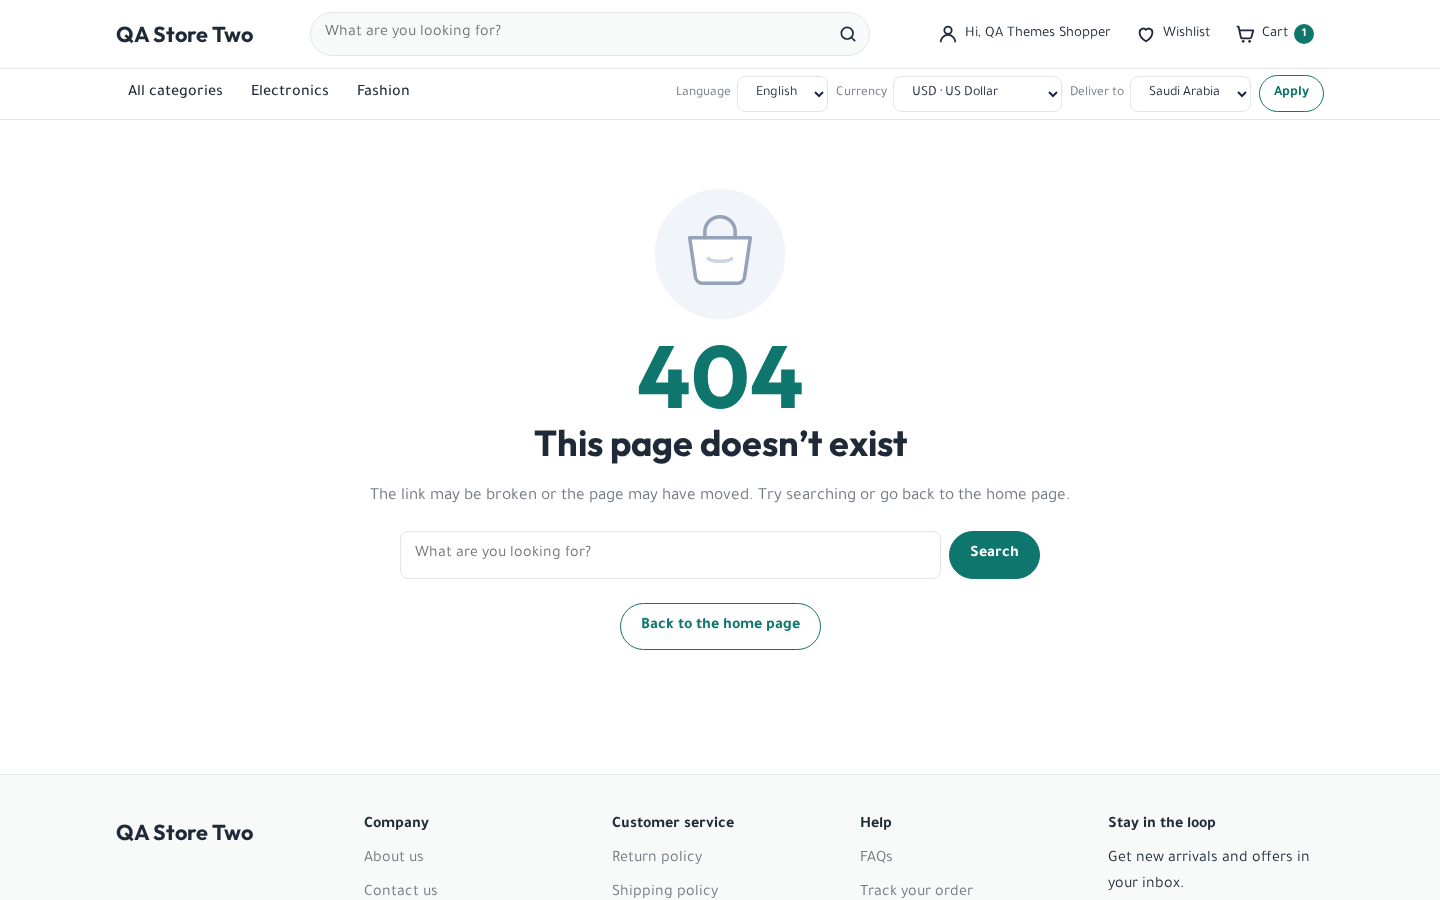 QA Store Two
What are you looking for?
Hi, QA Themes Shopper
Wishlist
Cart 1
All categories
Electronics
Fashion
Language
English
Currency
USD · US Dollar
Deliver to
Saudi Arabia
Apply
404
This page doesn’t exist
The link may be broken or the page may have moved. Try searching or go back to the home page.
What are you looking for?
Search
Back to the home page
QA Store Two
Company
About us
Contact us
Customer service
Return policy
Shipping policy
Help
FAQs
Track your order
Stay in the loop
Get new arrivals and offers in
your inbox.